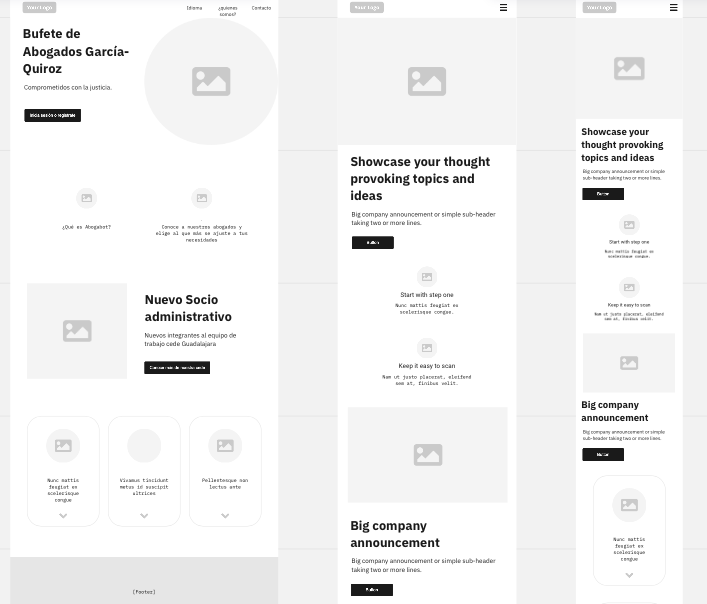 Your Logo
Idioma
¿quienes
somos?
Contacto
Bufete de
Abogados García-
Quiroz
Comprometidos con la justicia.
Inicia sesión o regístrate
¿Qué es Abogabot?
Conoce a nuestros abogados y
elige al que más se ajuste a tus
necesidades
Nuevo Socio
administrativo
Nuevos integrantes al equipo de
trabajo cede Guadalajara
Conocer más de nuestra cede
Nunc mattis
feugiat ex
scelerisque
congue
Vivamus tincidunt
metus id suscipit
ultrices
Pellentesque non
lectus ante
[Footer]
Your Logo
Showcase your thought
provoking topics and
ideas
Big company announcement or simple sub-header
taking two or more lines.
Button
Start with step one
Nunc mattis feugiat ex
scelerisque congue.
Keep it easy to scan
Nam ut justo placerat, eleifend
sem at, finibus velit.
Big company
announcement
Big company announcement or simple sub-header
taking two or more lines.
Button
Your Logo
Showcase your
thought provoking
topics and ideas
Big company announcement or simple
sub-header taking two or more lines.
Button
Start with step one
Nunc mattis feugiat ex
scelerisque congue.
Keep it easy to scan
Nam ut justo placerat, eleifend
sem at, finibus velit.
Big company
announcement
Big company announcement or simple
sub-header taking two or more lines.
Button
Nunc mattis
feugiat ex
scelerisque
congue